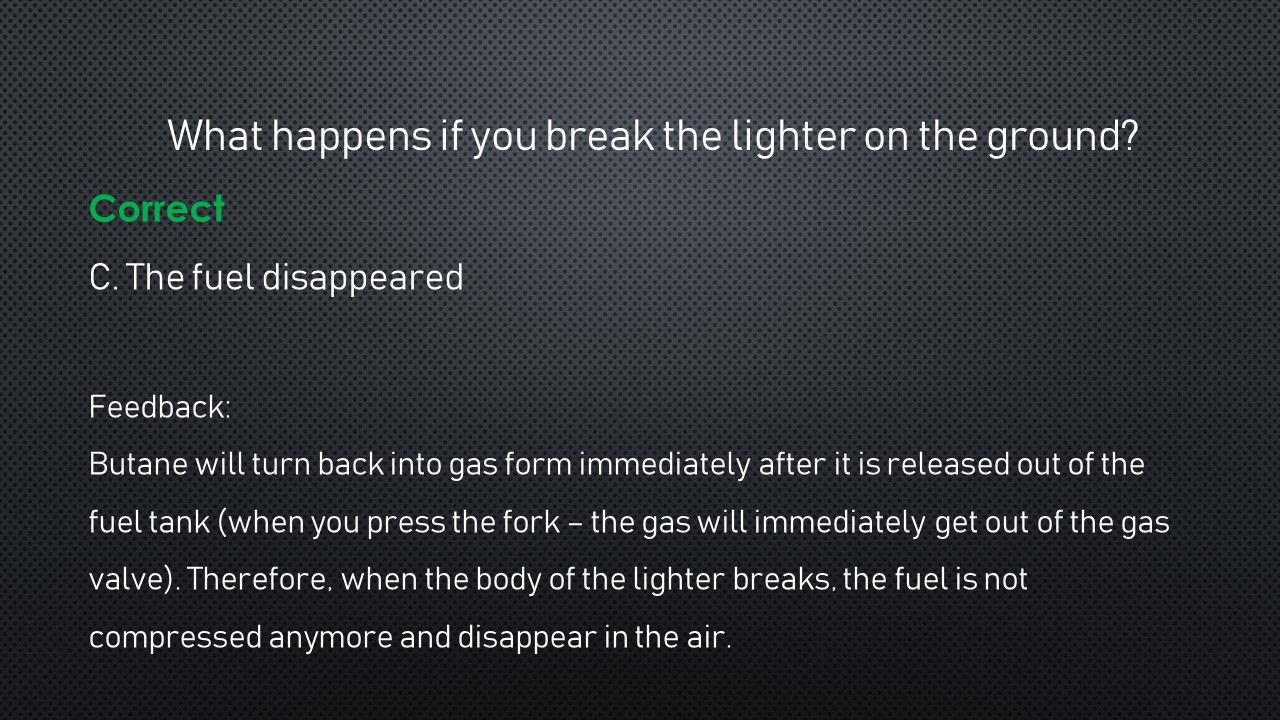 What happens if you break the lighter on the ground?
Correct
C. The fuel disappeared
Feedback:
Butane will turn back into gas form immediately after it is released out of the
fuel tank (when you press the fork – the gas will immediately get out of the gas
valve). Therefore, when the body of the lighter breaks, the fuel is not
compressed anymore and disappear in the air.